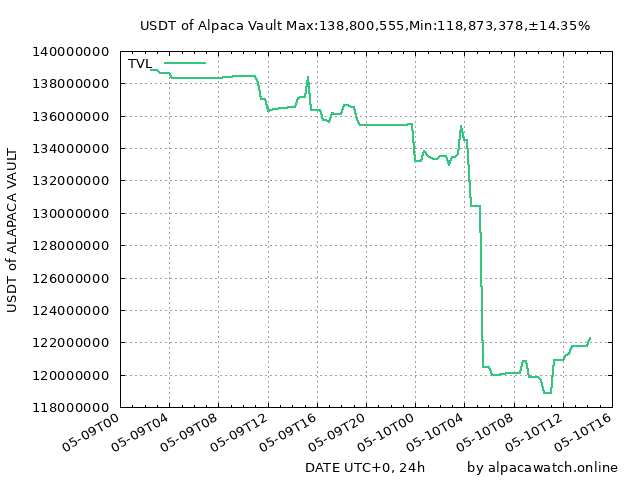 USDT of Alpaca Vault Max:138,800,555,Min:118,873,378,±14.35%
TVL
140000000
138000000
136000000
134000000
132000000
130000000
128000000
126000000
124000000
122000000
120000000
118000000
USDT of ALAPACA VAULT
05-09T00
05-09T04
05-09T08
05-09T12
05-09T16
05-09T20
05-10T00
05-10T04
05-10T08
05-10T12
05-10T16
DATE UTC+0, 24h
by alpacawatch.online